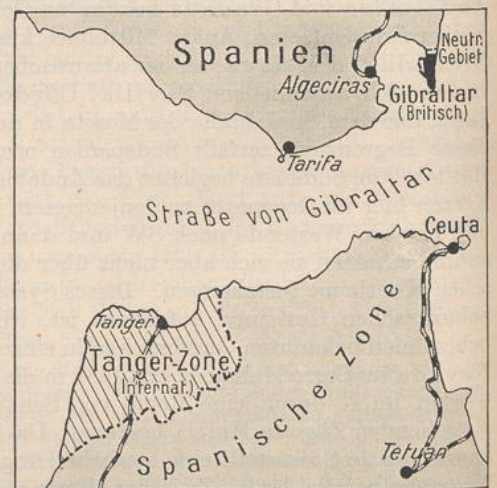 Spanien
Neutr.
Gebiet
Algeciras
Gibraltar
(Britisch)
Tarifa
Straße von Gibraltar
Ceuta
Tanger
Tanger-Zone
(Internat.)
Spanische Zone
Tetuan